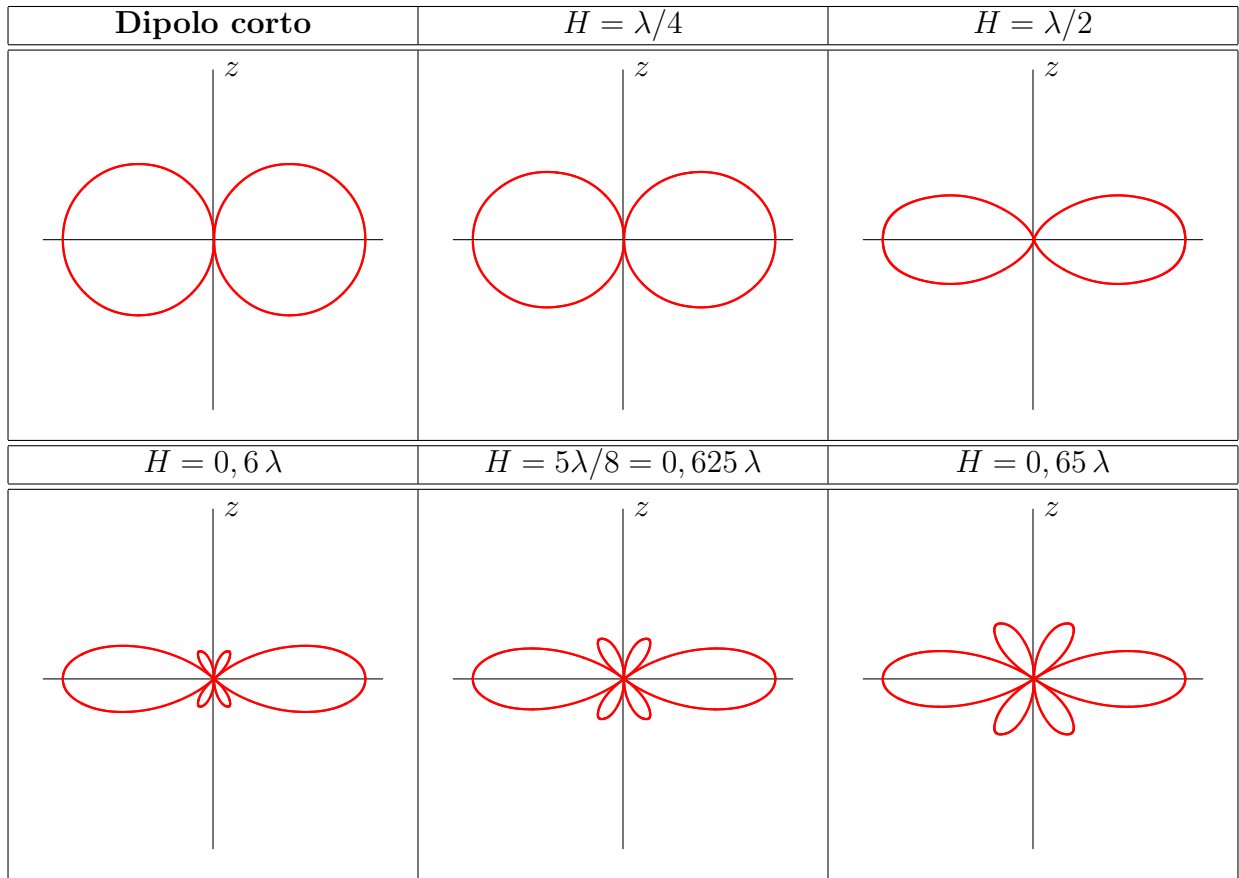 Dipolo corto
H = λ/4
H = λ/2
z
z
z
H = 0, 6 λ
H = 5λ/8 = 0, 625 λ
H = 0, 65 λ
z
z
z